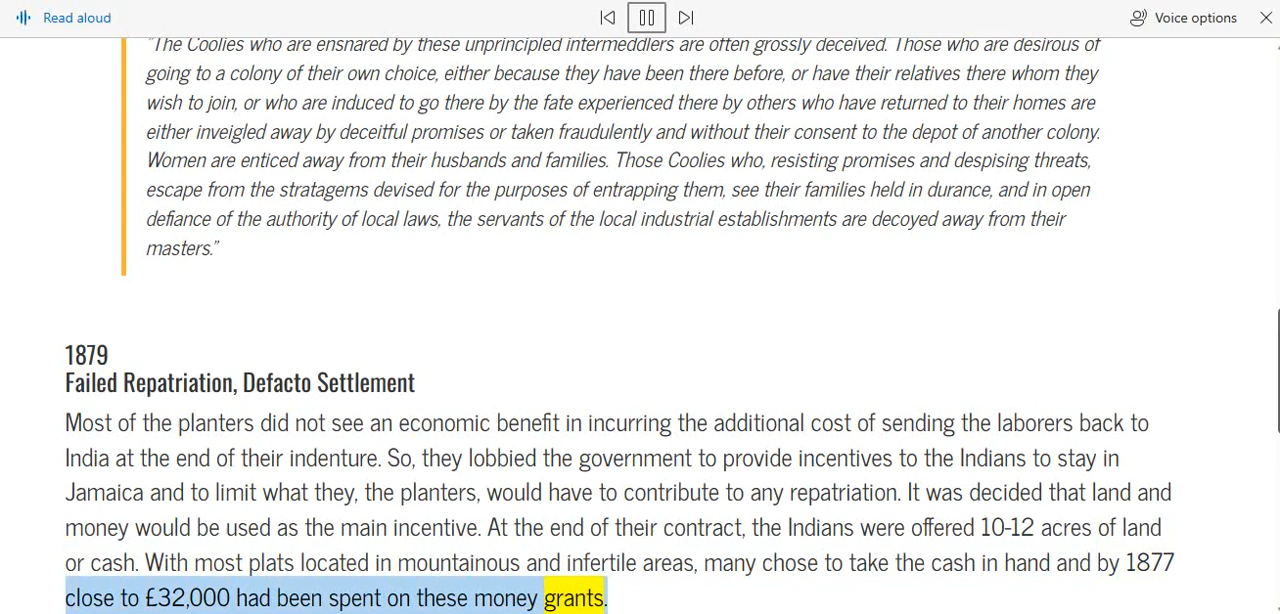 Read aloud
Voice options
"The Coolies who are ensnared by these unprincipled intermeddlers are often grossly deceived. Those who are desirous of
going to a colony of their own choice, either because they have been there before, or have their relatives there whom they
wish to join, or who are induced to go there by the fate experienced there by others who have returned to their homes are
either inveigled away by deceitful promises or taken fraudulently and without their consent to the depot of another colony.
Women are enticed away from their husbands and families. Those Coolies who, resisting promises and despising threats,
escape from the stratagems devised for the purposes of entrapping them, see their families held in durance, and in open
defiance of the authority of local laws, the servants of the local industrial establishments are decoyed away from their
masters."
1879
Failed Repatriation, Defacto Settlement
Most of the planters did not see an economic benefit in incurring the additional cost of sending the laborers back to
India at the end of their indenture. So, they lobbied the government to provide incentives to the Indians to stay in
Jamaica and to limit what they, the planters, would have to contribute to any repatriation. It was decided that land and
money would be used as the main incentive. At the end of their contract, the Indians were offered 10-12 acres of land
or cash. With most plats located in mountainous and infertile areas, many chose to take the cash in hand and by 1877
close to £32,000 had been spent on these money grants.